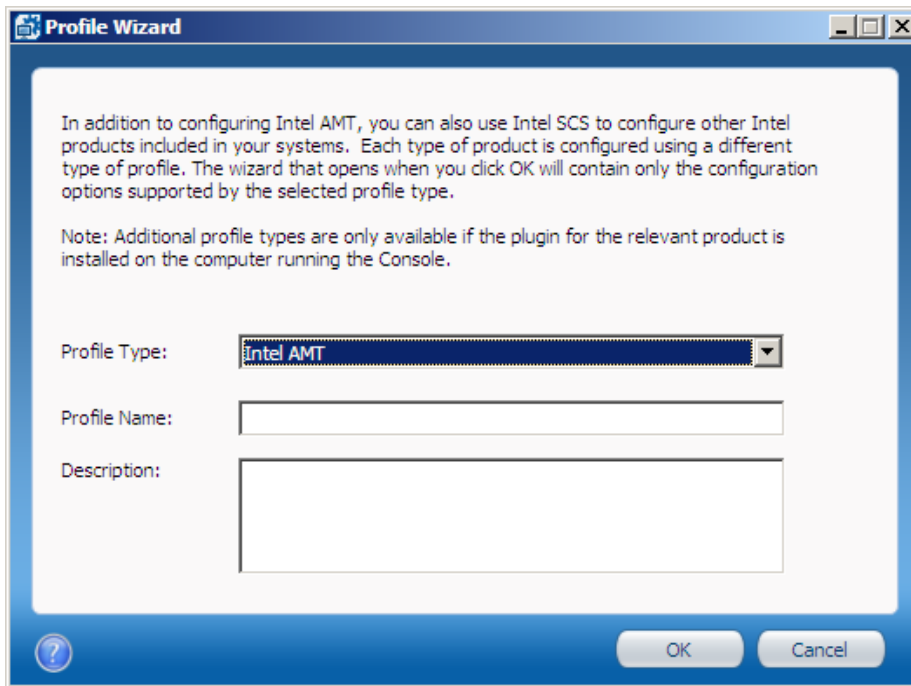 Profile Wizard
In addition to configuring Intel AMT, you can also use Intel SCS to configure other Intel
products included in your systems.  Each type of product is configured using a different
type of profile. The wizard that opens when you click OK will contain only the configuration
options supported by the selected profile type.
Note: Additional profile types are only available if the plugin for the relevant product is
installed on the computer running the Console.
Profile Type:
Intel AMT
Profile Name:
Description:
?
OK
Cancel